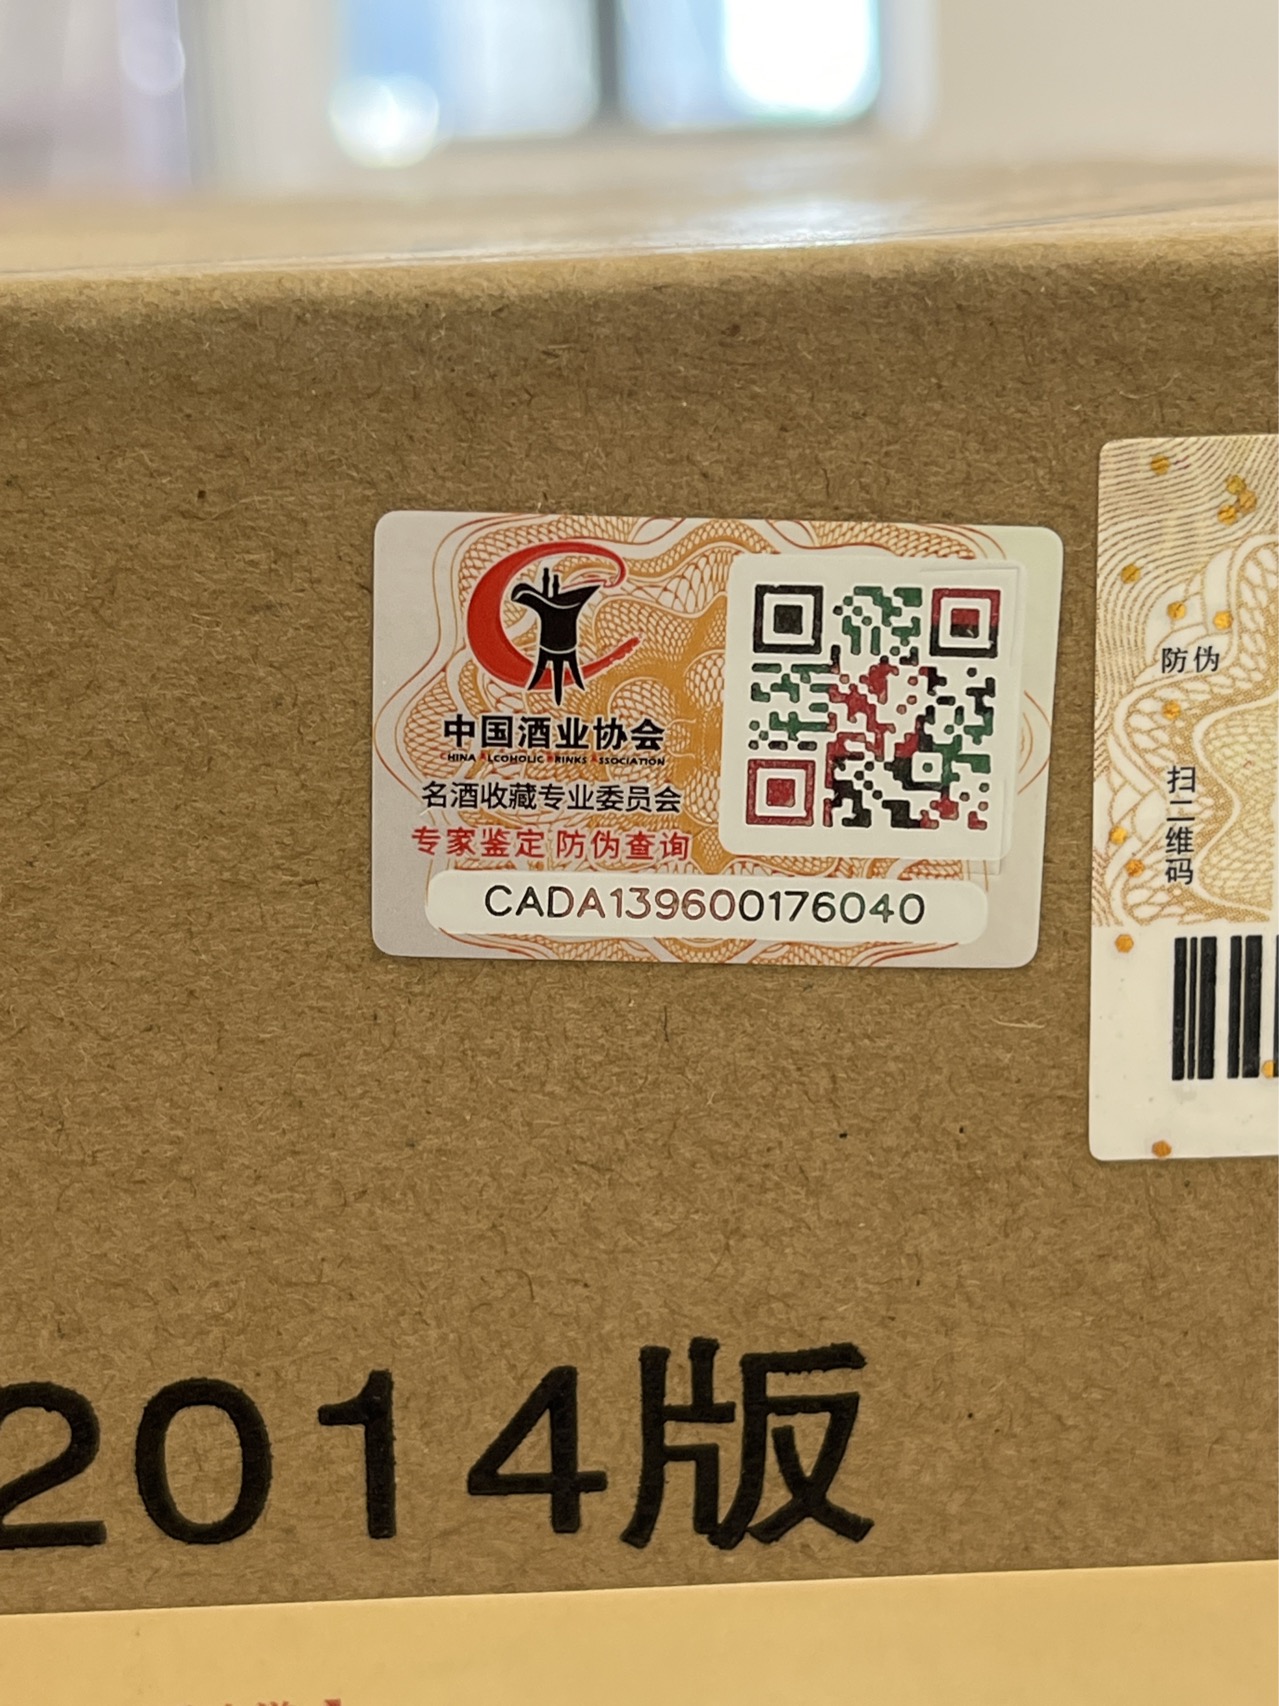 中国酒业协会
CHINA ALCOHOLIC DRINKS ASSOCIATION
名酒收藏专业委员会
专家鉴定 防伪查询
CADA139600176040
防伪
扫二维码
2014版